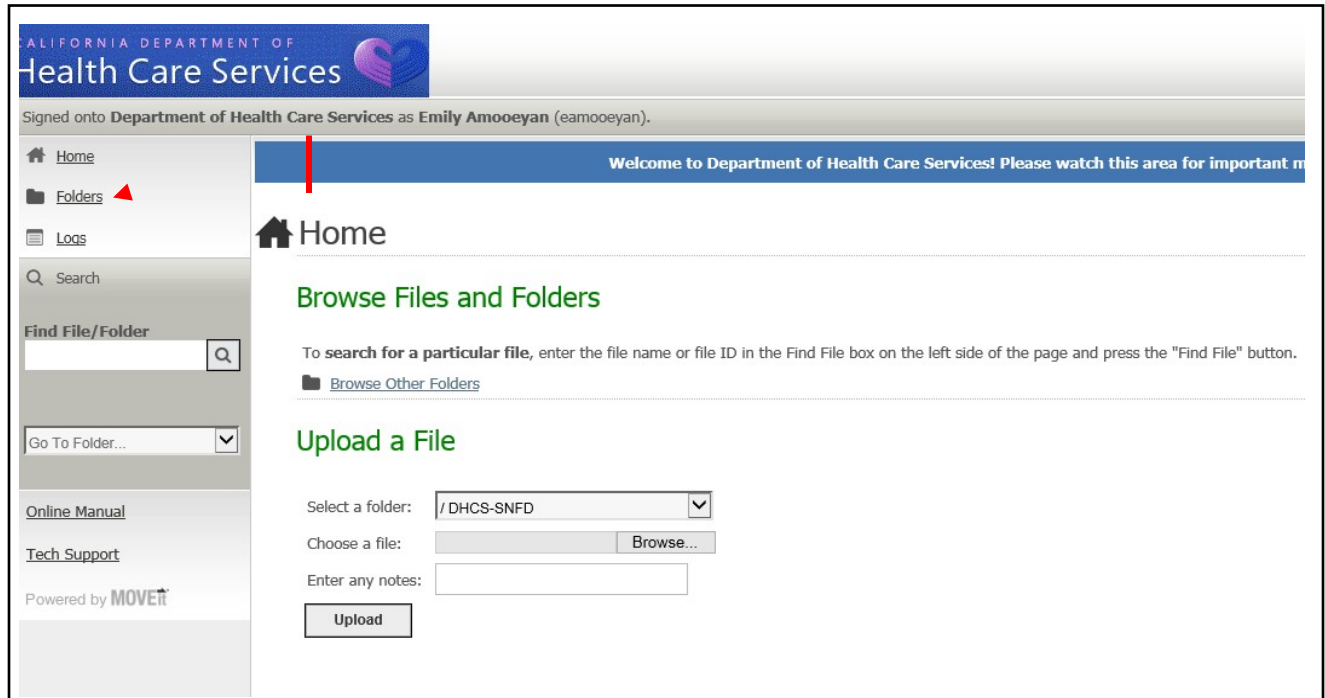 CALIFORNIA DEPARTMENT OF
Health Care Services
Signed onto Department of Health Care Services as Emily Amooeyan (eamooeyan).
Home
Folders
Logs
Search
Find File/Folder
Go To Folder...
Online Manual
Tech Support
Powered by MOVEit
Welcome to Department of Health Care Services! Please watch this area for important m
Home
Browse Files and Folders
To search for a particular file, enter the file name or file ID in the Find File box on the left side of the page and press the "Find File" button.
Browse Other Folders
Upload a File
Select a folder: / DHCS-SNFD
Choose a file: Browse...
Enter any notes:
Upload